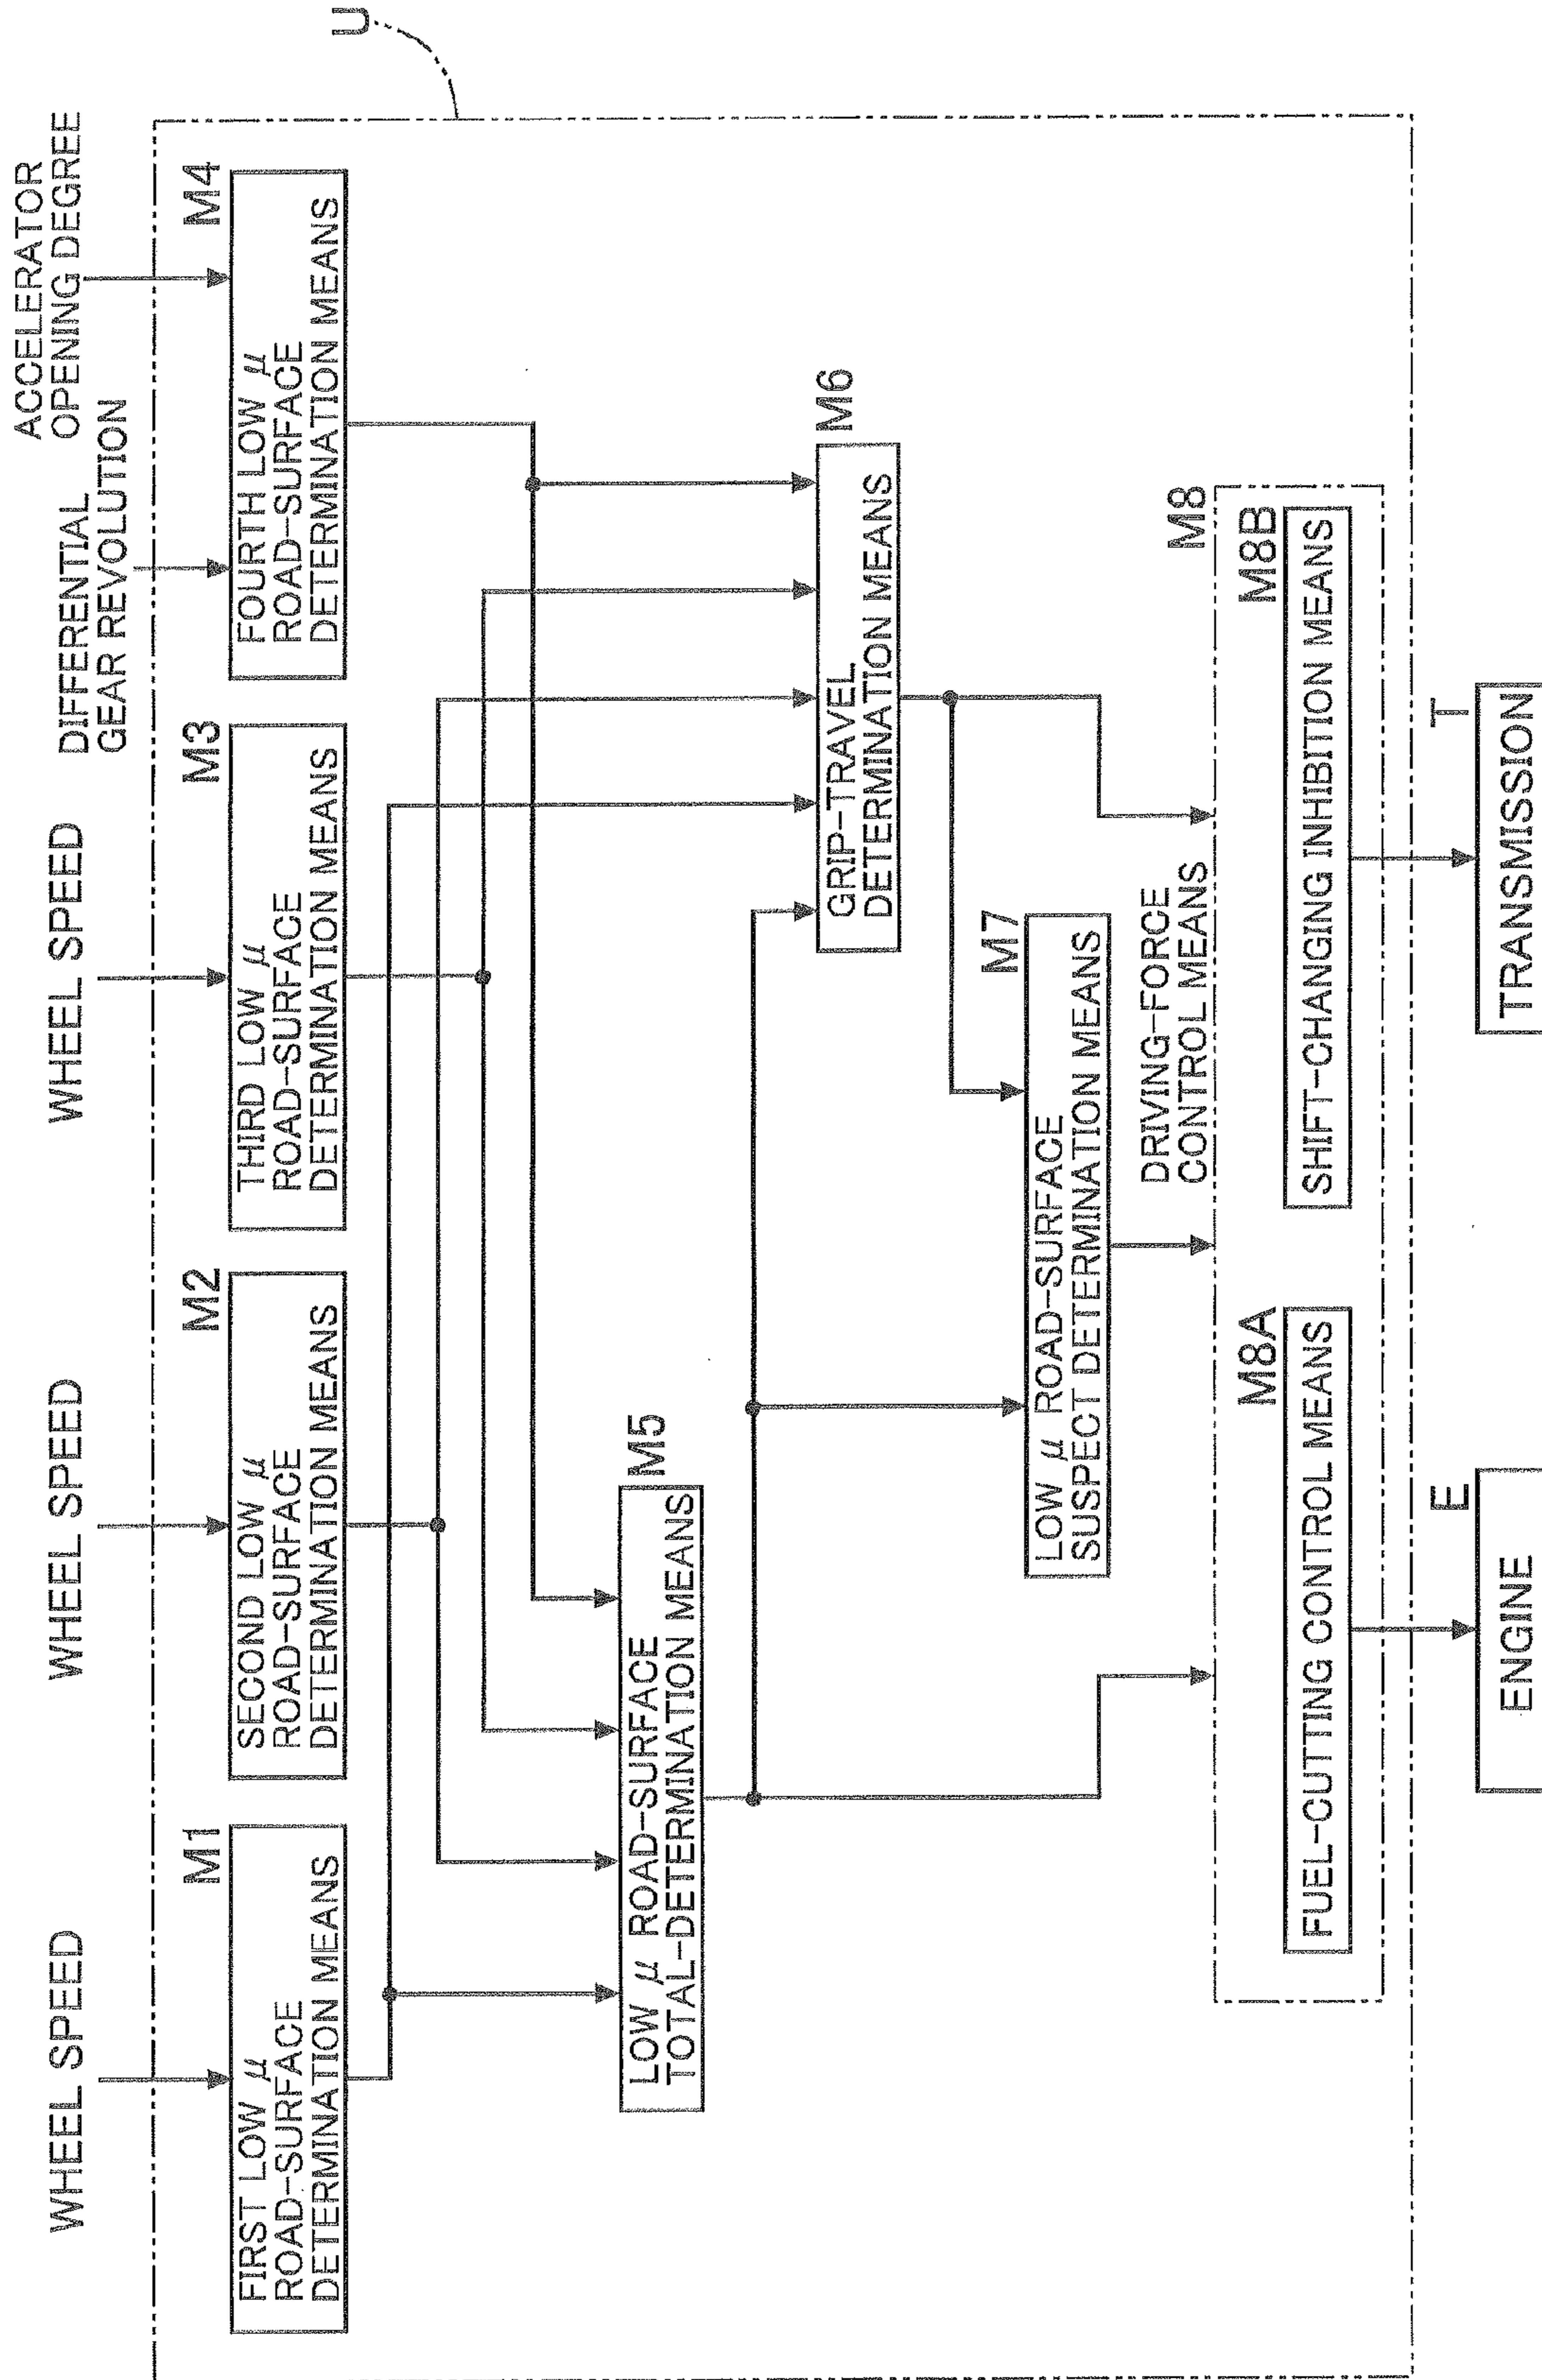 WHEEL SPEED
WHEEL SPEED
WHEEL SPEED
DIFFERENTIAL
GEAR REVOLUTION
ACCELERATOR
OPENING DEGREE
U
M1
FIRST LOW μ
ROAD-SURFACE
DETERMINATION MEANS
M2
SECOND LOW μ
ROAD-SURFACE
DETERMINATION MEANS
M3
THIRD LOW μ
ROAD-SURFACE
DETERMINATION MEANS
M4
FOURTH LOW μ
ROAD-SURFACE
DETERMINATION MEANS
M5
LOW μ ROAD-SURFACE
TOTAL-DETERMINATION MEANS
M6
GRIP-TRAVEL
DETERMINATION MEANS
M7
LOW μ ROAD-SURFACE
SUSPECT DETERMINATION MEANS
DRIVING-FORCE
CONTROL MEANS
M8
M8A
FUEL-CUTTING CONTROL MEANS
M8B
SHIFT-CHANGING INHIBITION MEANS
E
ENGINE
T
TRANSMISSION